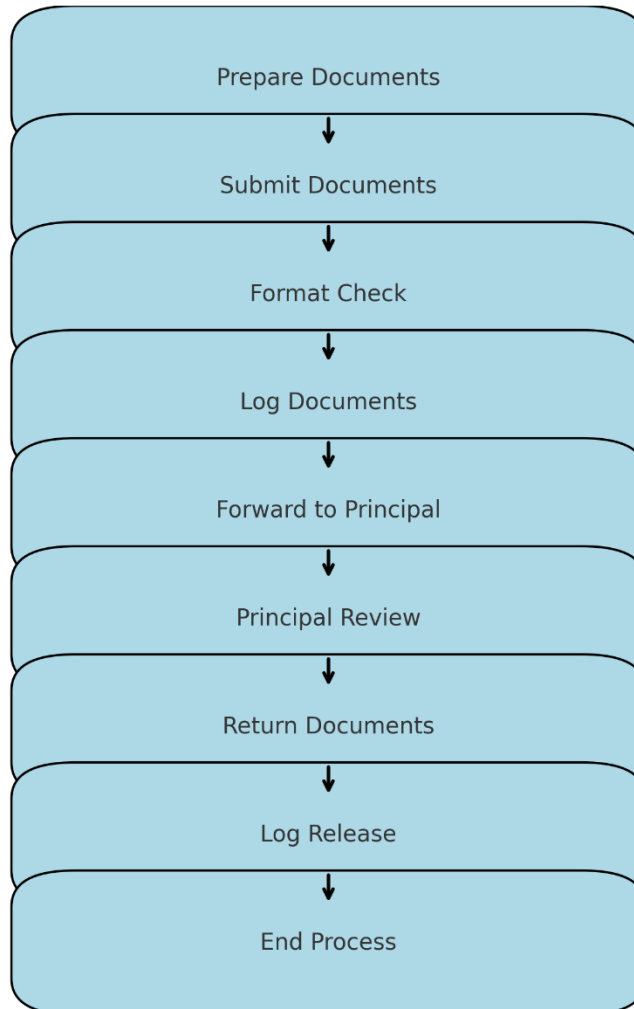 Prepare Documents
Submit Documents
Format Check
Log Documents
Forward to Principal
Principal Review
Return Documents
Log Release
End Process